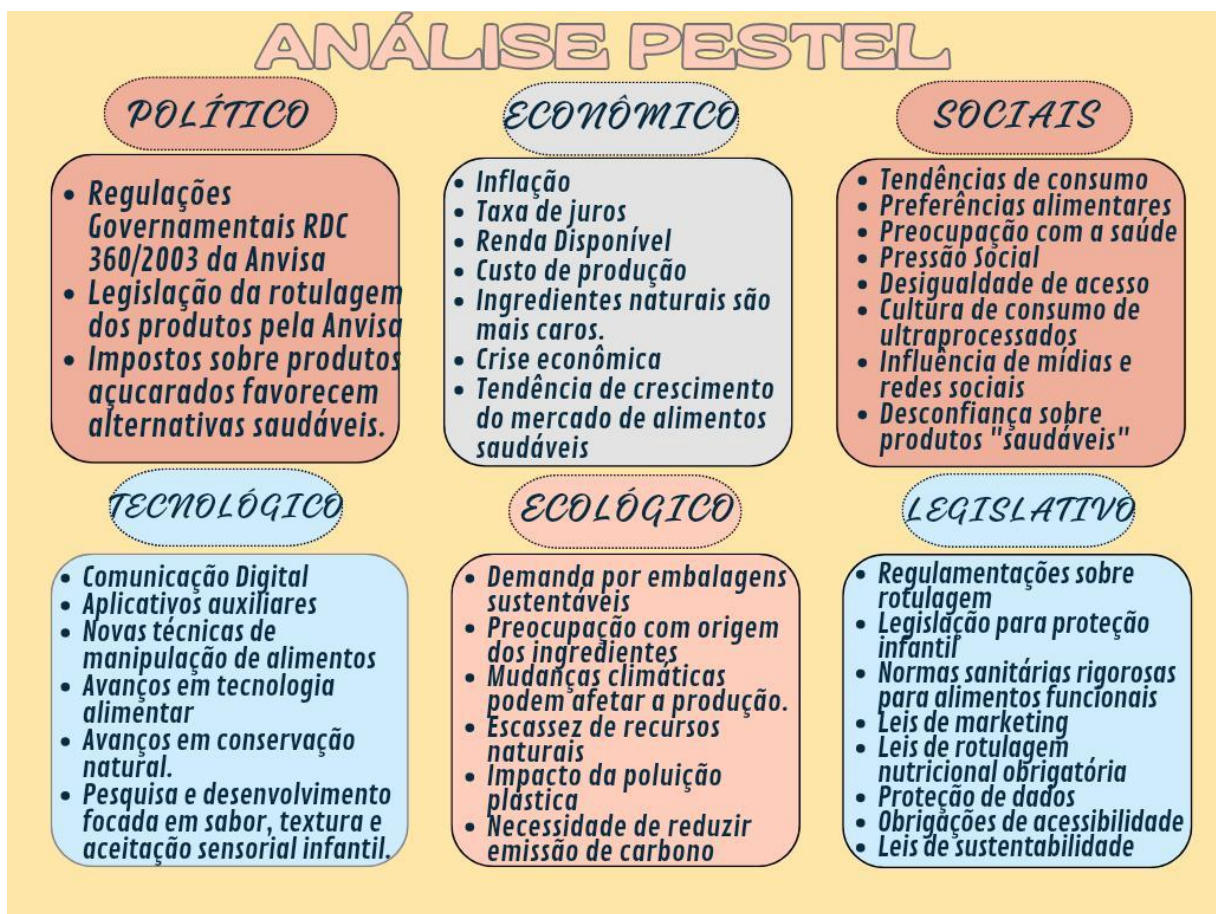 ANÁLISE PESTEL
POLÍTICO
• Regulações
Governamentais RDC
360/2003 da Anvisa
• Legislação da rotulagem
dos produtos pela Anvisa
• Impostos sobre produtos
açucarados favorecem
alternativas saudáveis.
ECONÔMICO
• Inflação
• Taxa de juros
• Renda Disponível
• Custo de produção
• Ingredientes naturais são
mais caros.
• Crise econômica
• Tendência de crescimento
do mercado de alimentos
saudáveis
SOCIAIS
• Tendências de consumo
• Preferências alimentares
• Preocupação com a saúde
• Pressão Social
• Desigualdade de acesso
• Cultura de consumo de
ultraprocessados
• Influência de mídias e
redes sociais
• Desconfiança sobre
produtos "saudáveis"
TECNOLÓGICO
• Comunicação Digital
• Aplicativos auxiliares
• Novas técnicas de
manipulação de alimentos
• Avanços em tecnologia
alimentar
• Avanços em conservação
natural.
• Pesquisa e desenvolvimento
focada em sabor, textura e
aceitação sensorial infantil.
ECOLÓGICO
• Demanda por embalagens
sustentáveis
• Preocupação com origem
dos ingredientes
• Mudanças climáticas
podem afetar a produção.
• Escassez de recursos
naturais
• Impacto da poluição
plástica
• Necessidade de reduzir
emissão de carbono
LEGISLATIVO
• Regulamentações sobre
rotulagem
• Legislação para proteção
infantil
• Normas sanitárias rigorosas
para alimentos funcionais
• Leis de marketing
• Leis de rotulagem
nutricional obrigatória
• Proteção de dados
• Obrigações de acessibilidade
• Leis de sustentabilidade